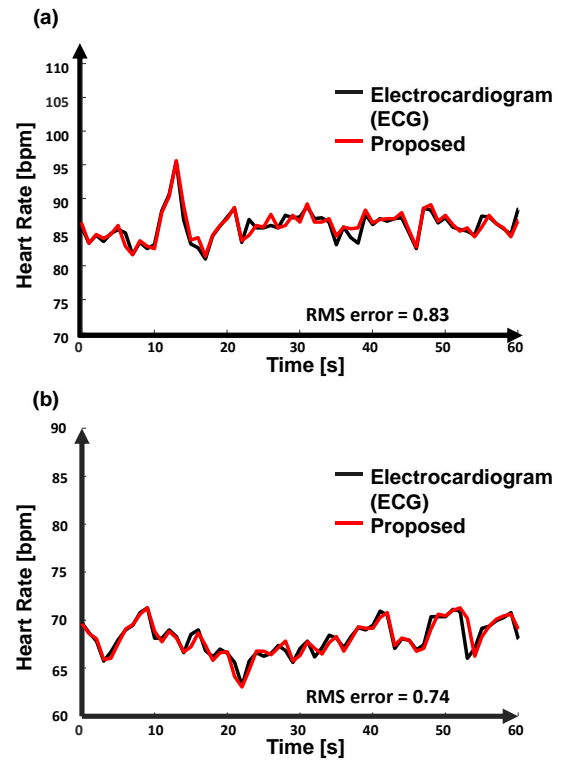 (a)
110
105
100
95
90
85
80
75
70
Heart Rate [bpm]
Electrocardiogram
(ECG)
Proposed
RMS error = 0.83
0 10 20 30 40 50 60
Time [s]
(b)
90
85
80
75
70
65
60
Heart Rate [bpm]
Electrocardiogram
(ECG)
Proposed
RMS error = 0.74
0 10 20 30 40 50 60
Time [s]